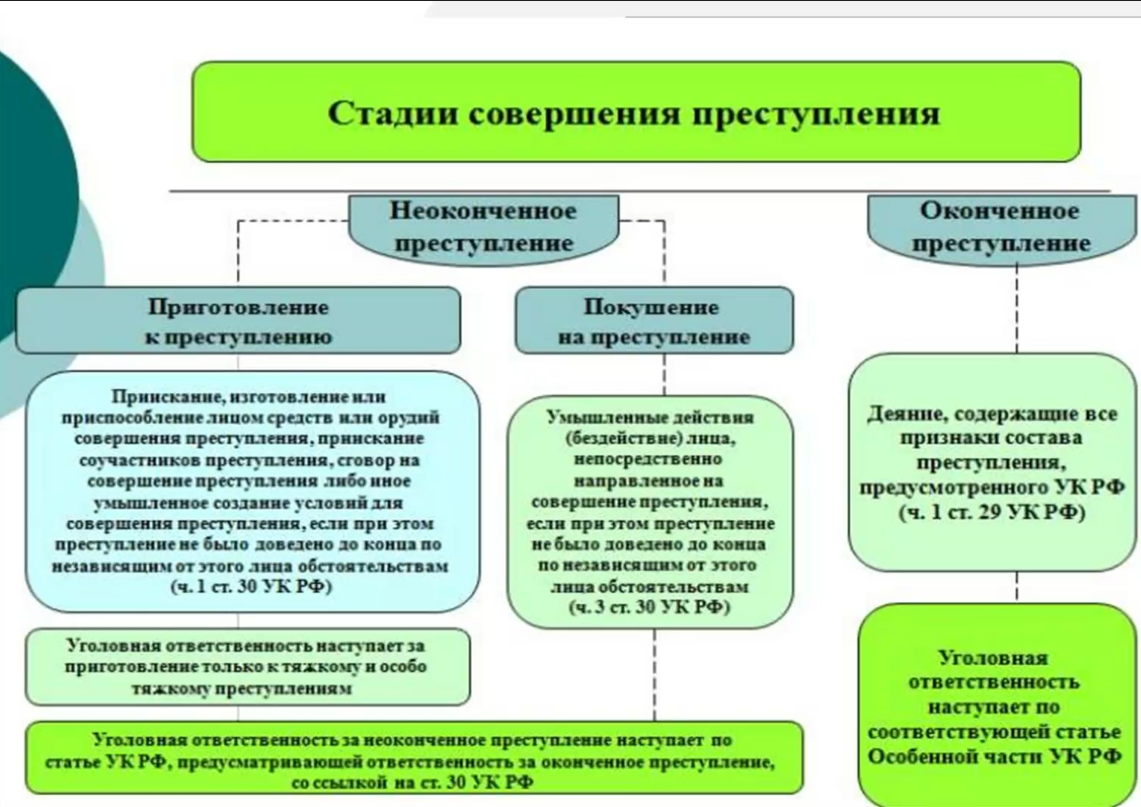 Стадии совершения преступления
Неоконченное
преступление
Оконченное
преступление
Приготовление
к преступлению
Покушение
на преступление
Приискание, изготовление или
приспособление лицом средств или орудий
совершения преступления, приискание
соучастников преступления, сговор на
совершение преступления либо иное
умышленное создание условий для
совершения преступления, если при этом
преступление не было доведено до конца по
независящим от этого лица обстоятельствам
(ч. 1 ст. 30 УК РФ)
Умышленные действия
(бездействие) лица,
непосредственно
направленное на
совершение преступления,
если при этом преступление
не было доведено до конца
по независящим от этого
лица обстоятельствам
(ч. 3 ст. 30 УК РФ)
Деяние, содержащие все
признаки состава
преступления,
предусмотренного УК РФ
(ч. 1 ст. 29 УК РФ)
Уголовная ответственность наступает за
приготовление только к тяжкому и особо
тяжкому преступлениям
Уголовная ответственность за неоконченное преступление наступает по
статье УК РФ, предусматривающей ответственность за оконченное преступление,
со ссылкой на ст. 30 УК РФ
Уголовная
ответственность
наступает по
соответствующей статье
Особенной части УК РФ